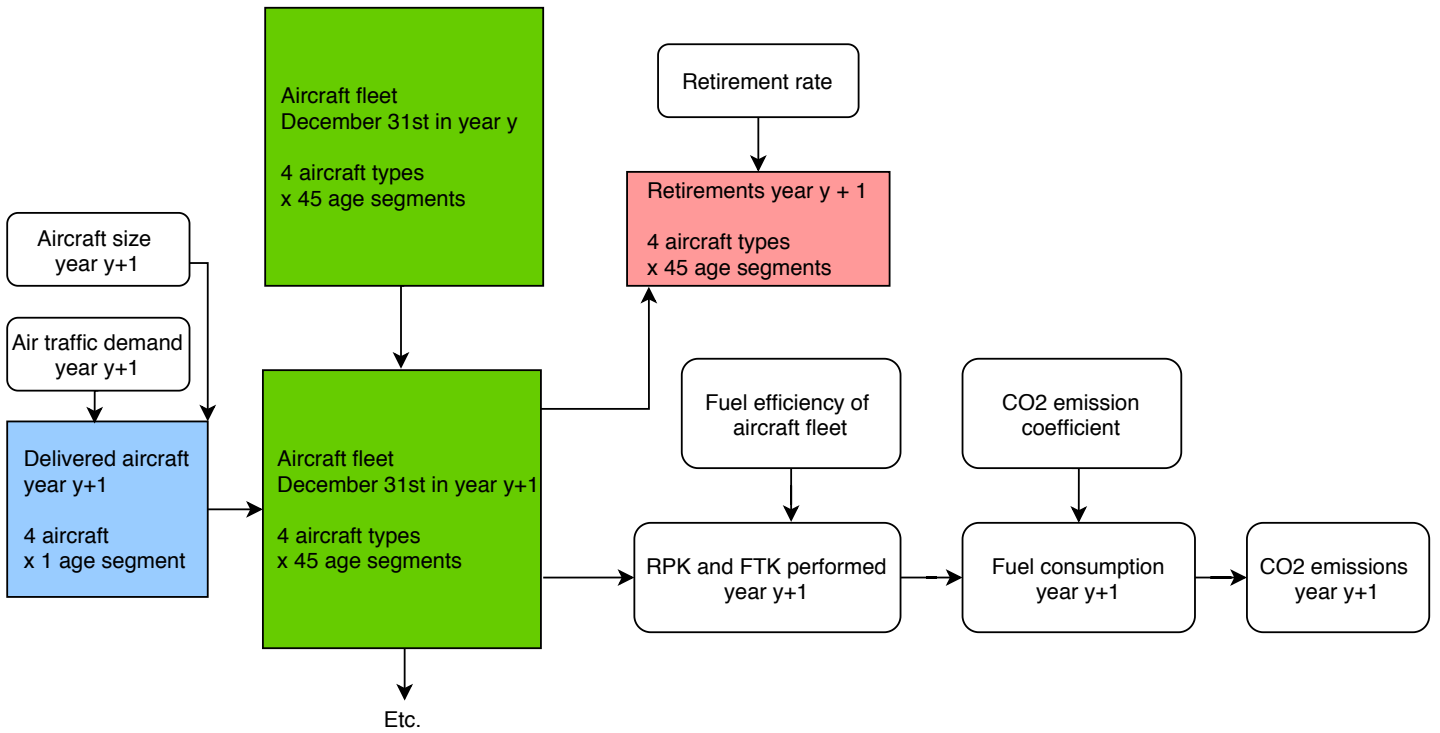 Aircraft fleet
December 31st in year y
4 aircraft types
x 45 age segments
Retirement rate
Retirements year y + 1
4 aircraft types
x 45 age segments
Aircraft size
year y+1
Air traffic demand
year y+1
Delivered aircraft
year y+1
4 aircraft
x 1 age segment
Aircraft fleet
December 31st in year y+1
4 aircraft types
x 45 age segments
Fuel efficiency of
aircraft fleet
CO2 emission
coefficient
RPK and FTK performed
year y+1
Fuel consumption
year y+1
CO2 emissions
year y+1
Etc.